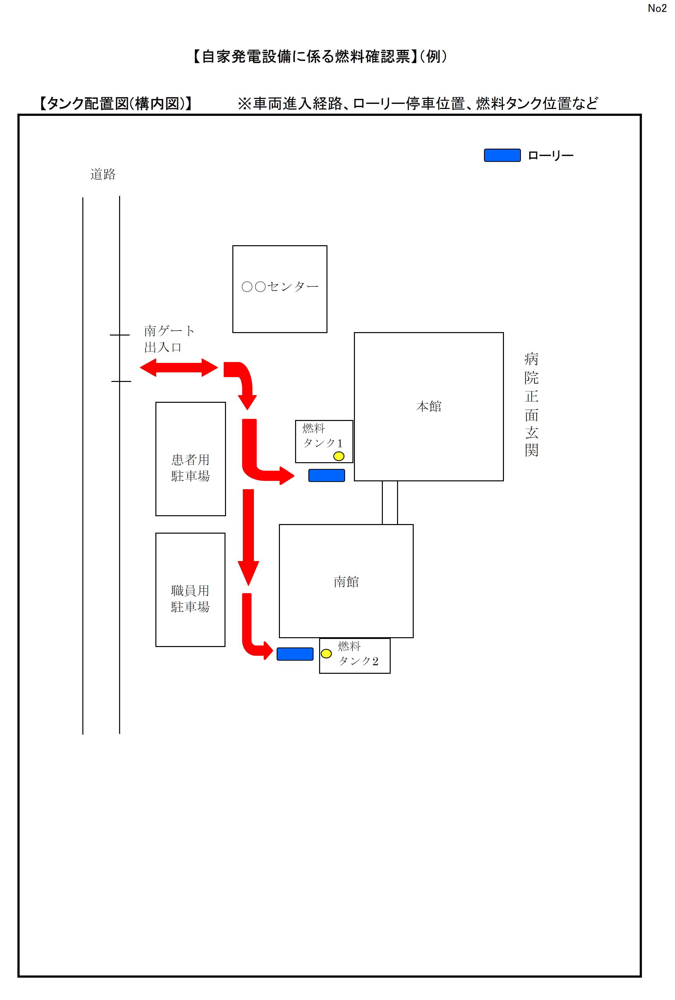 No2
【自家発電設備に係る燃料確認票】(例)
【タンク配置図(構内図)】 ※車両進入経路、ローリー停車位置、燃料タンク位置など
ローリー
道路
〇〇センター
南ゲート
出入口
本館
病院正面玄関
燃料
タンク1
患者用
駐車場
南館
職員用
駐車場
燃料
タンク2